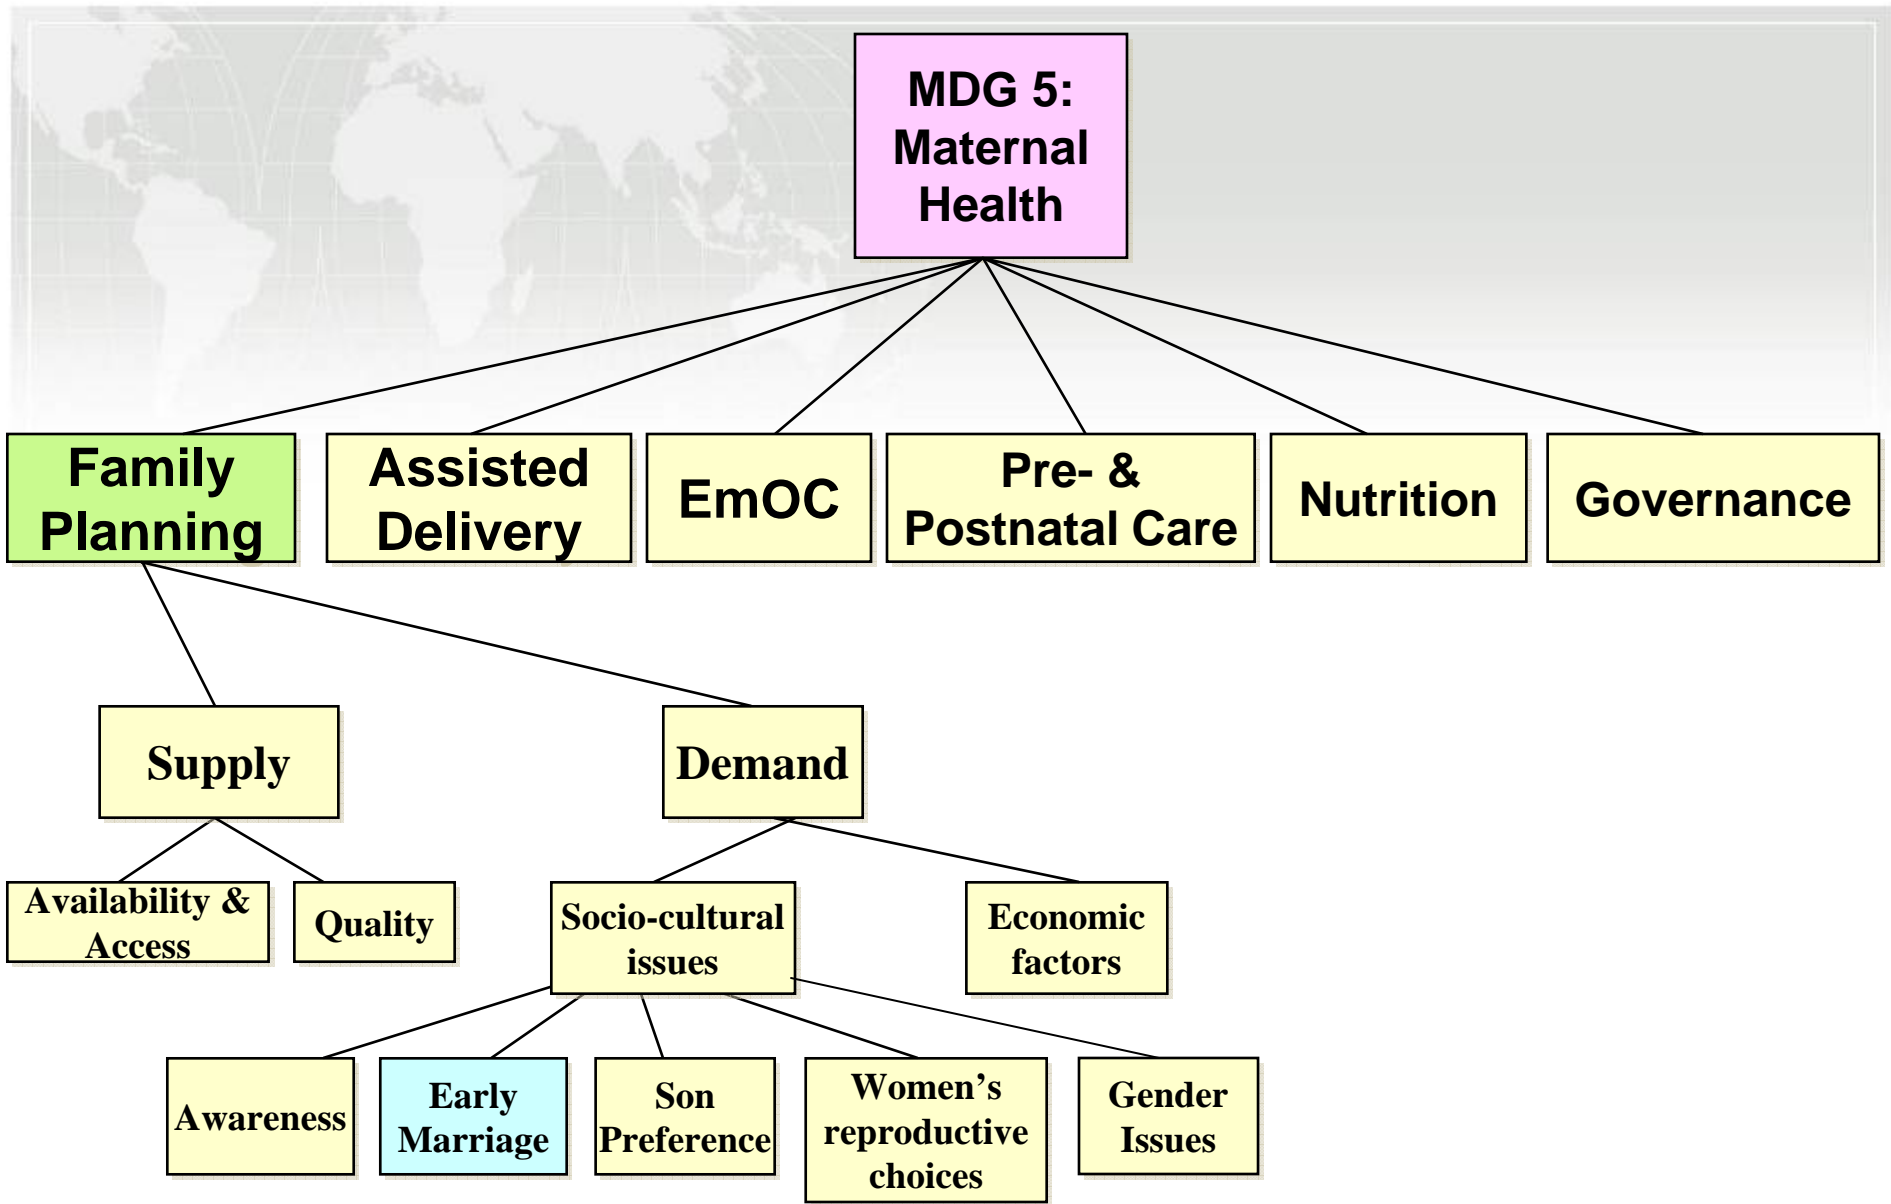 MDG 5:
Maternal
Health
Family
Planning
Assisted
Delivery
EmOC
Pre- &
Postnatal Care
Nutrition
Governance
Supply
Demand
Availability &
Access
Quality
Socio-cultural
issues
Economic
factors
Awareness
Early
Marriage
Son
Preference
Women’s
reproductive
choices
Gender
Issues